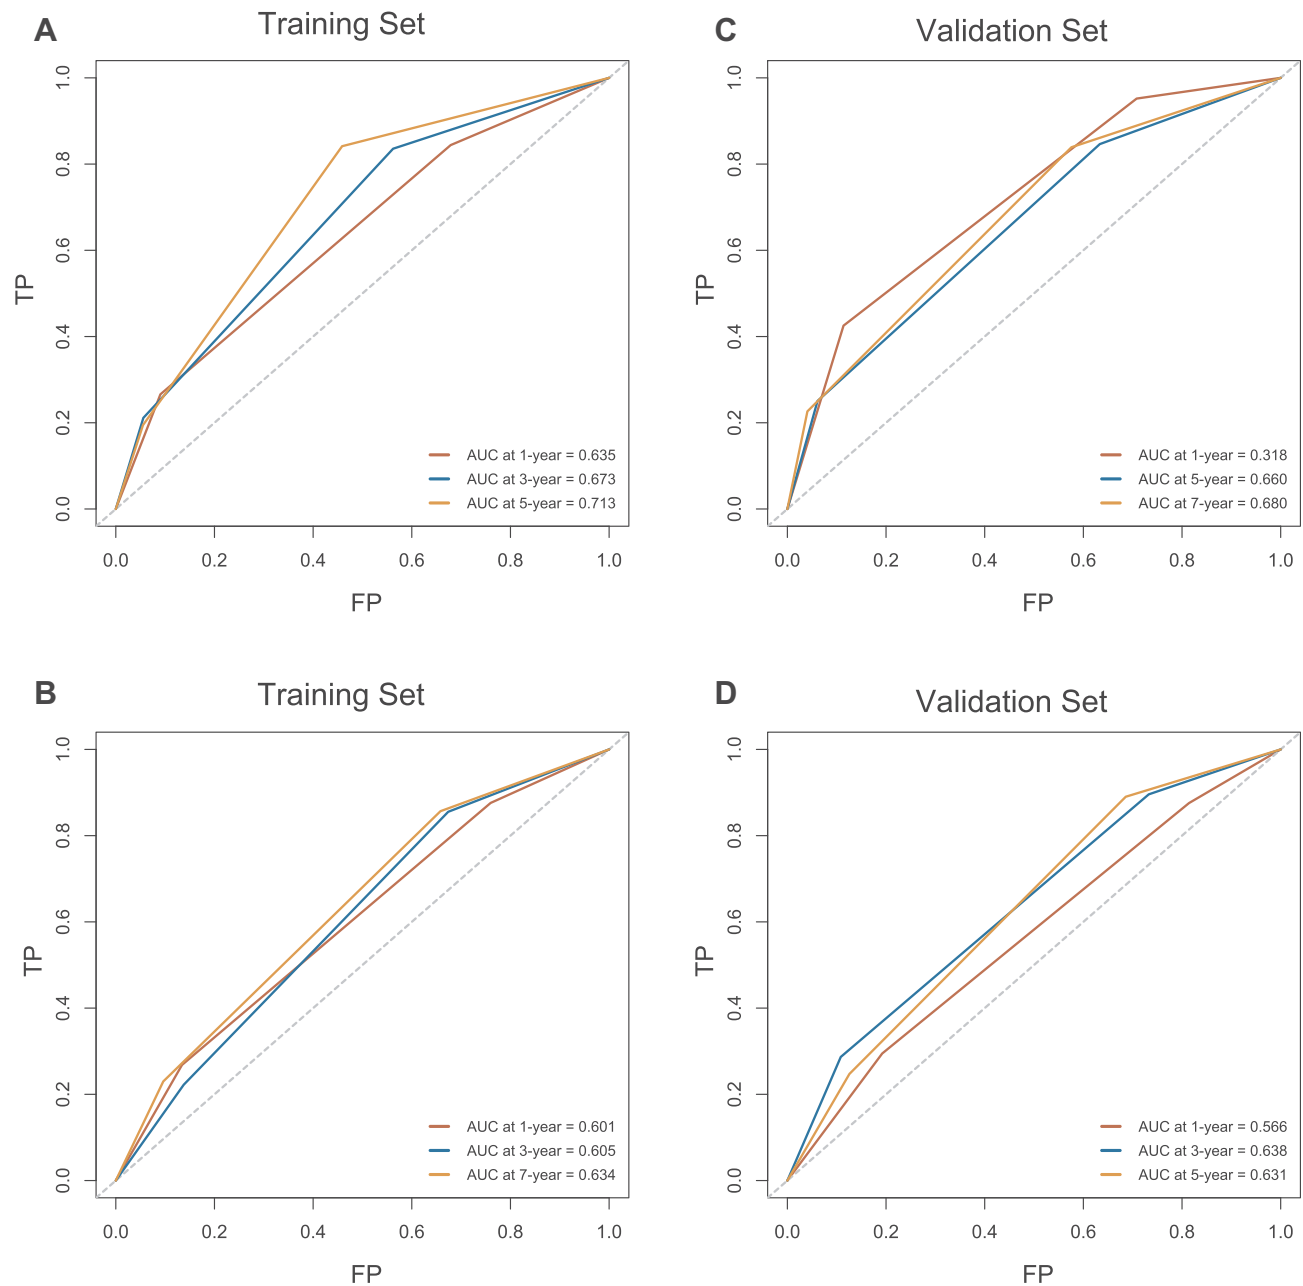 A
Training Set
1.0
0.8
0.6
0.4
0.2
0.0
TP
AUC at 1-year = 0.635
AUC at 3-year = 0.673
AUC at 5-year = 0.713
0.0 0.2 0.4 0.6 0.8 1.0
FP
C
Validation Set
1.0
0.8
0.6
0.4
0.2
0.0
TP
AUC at 1-year = 0.318
AUC at 5-year = 0.660
AUC at 7-year = 0.680
0.0 0.2 0.4 0.6 0.8 1.0
FP
B
Training Set
1.0
0.8
0.6
0.4
0.2
0.0
TP
AUC at 1-year = 0.601
AUC at 3-year = 0.605
AUC at 7-year = 0.634
0.0 0.2 0.4 0.6 0.8 1.0
FP
D
Validation Set
1.0
0.8
0.6
0.4
0.2
0.0
TP
AUC at 1-year = 0.566
AUC at 3-year = 0.638
AUC at 5-year = 0.631
0.0 0.2 0.4 0.6 0.8 1.0
FP